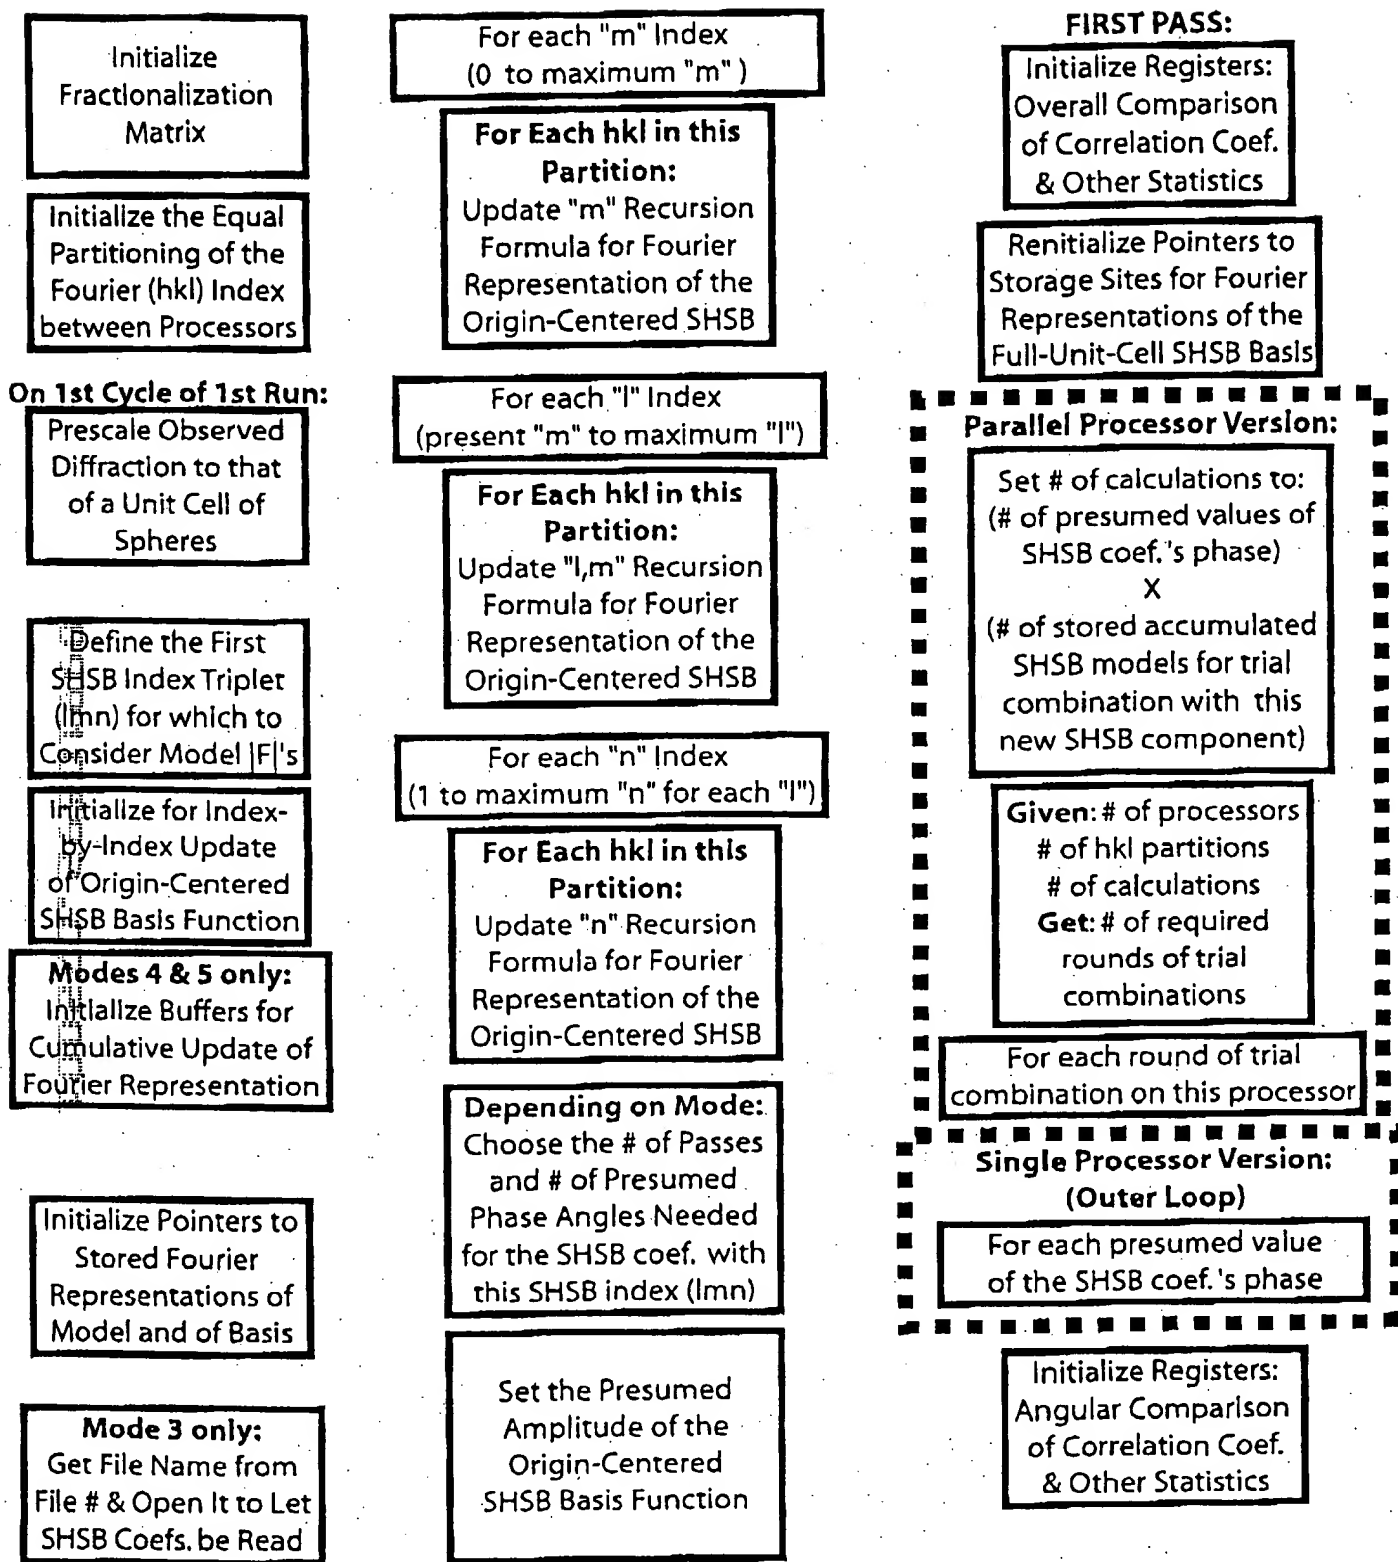 Initialize
Fractionalization
Matrix
Initialize the Equal
Partitioning of the
Fourier (hkl) Index
between Processors
On 1st Cycle of 1st Run:
Prescale Observed
Diffraction to that
of a Unit Cell of
Spheres
Define the First
SHSB Index Triplet
(lmn) for which to
Consider Model |F|'s
Initialize for Index-
by-Index Update
of Origin-Centered
SHSB Basis Function
Modes 4 & 5 only:
Initialize Buffers for
Cumulative Update of
Fourier Representation
Initialize Pointers to
Stored Fourier
Representations of
Model and of Basis
Mode 3 only:
Get File Name from
File # & Open It to Let
SHSB Coefs. be Read
For each "m" Index
(0 to maximum "m" )
For Each hkl in this
Partition:
Update "m" Recursion
Formula for Fourier
Representation of the
Origin-Centered SHSB
For each "l" Index
(present "m" to maximum "l")
For Each hkl in this
Partition:
Update "l,m" Recursion
Formula for Fourier
Representation of the
Origin-Centered SHSB
For each "n" Index
(1 to maximum "n" for each "l")
For Each hkl in this
Partition:
Update "n" Recursion
Formula for Fourier
Representation of the
Origin-Centered SHSB
Depending on Mode:
Choose the # of Passes
and # of Presumed
Phase Angles Needed
for the SHSB coef. with
this SHSB index (lmn)
Set the Presumed
Amplitude of the
Origin-Centered
SHSB Basis Function
FIRST PASS:
Initialize Registers:
Overall Comparison
of Correlation Coef.
& Other Statistics
Renitialize Pointers to
Storage Sites for Fourier
Representations of the
Full-Unit-Cell SHSB Basis
Parallel Processor Version:
Set # of calculations to:
(# of presumed values of
SHSB coef.'s phase)
X
(# of stored accumulated
SHSB models for trial
combination with this
new SHSB component)
Given: # of processors
# of hkl partitions
# of calculations
Get: # of required
rounds of trial
combinations
For each round of trial
combination on this processor
Single Processor Version:
(Outer Loop)
For each presumed value
of the SHSB coef.'s phase
Initialize Registers:
Angular Comparison
of Correlation Coef.
& Other Statistics